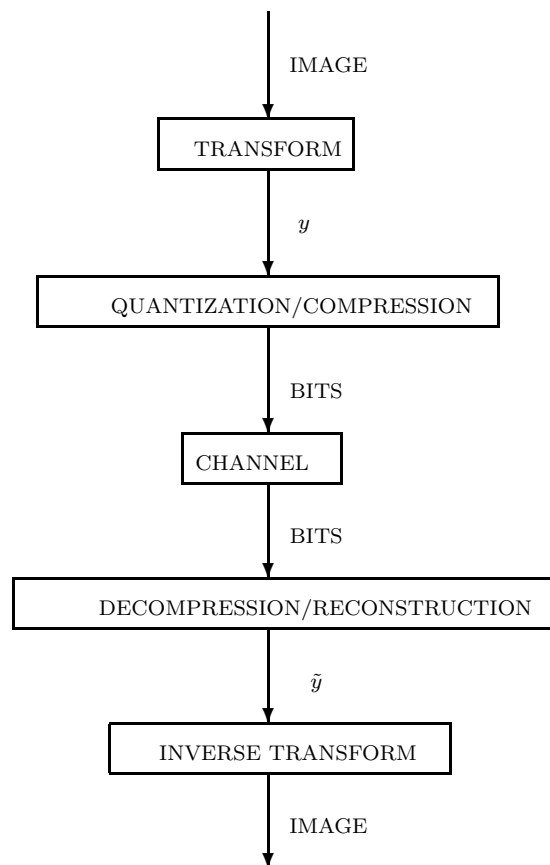 IMAGE
TRANSFORM
y
QUANTIZATION/COMPRESSION
BITS
CHANNEL
BITS
DECOMPRESSION/RECONSTRUCTION
ỹ
INVERSE TRANSFORM
IMAGE